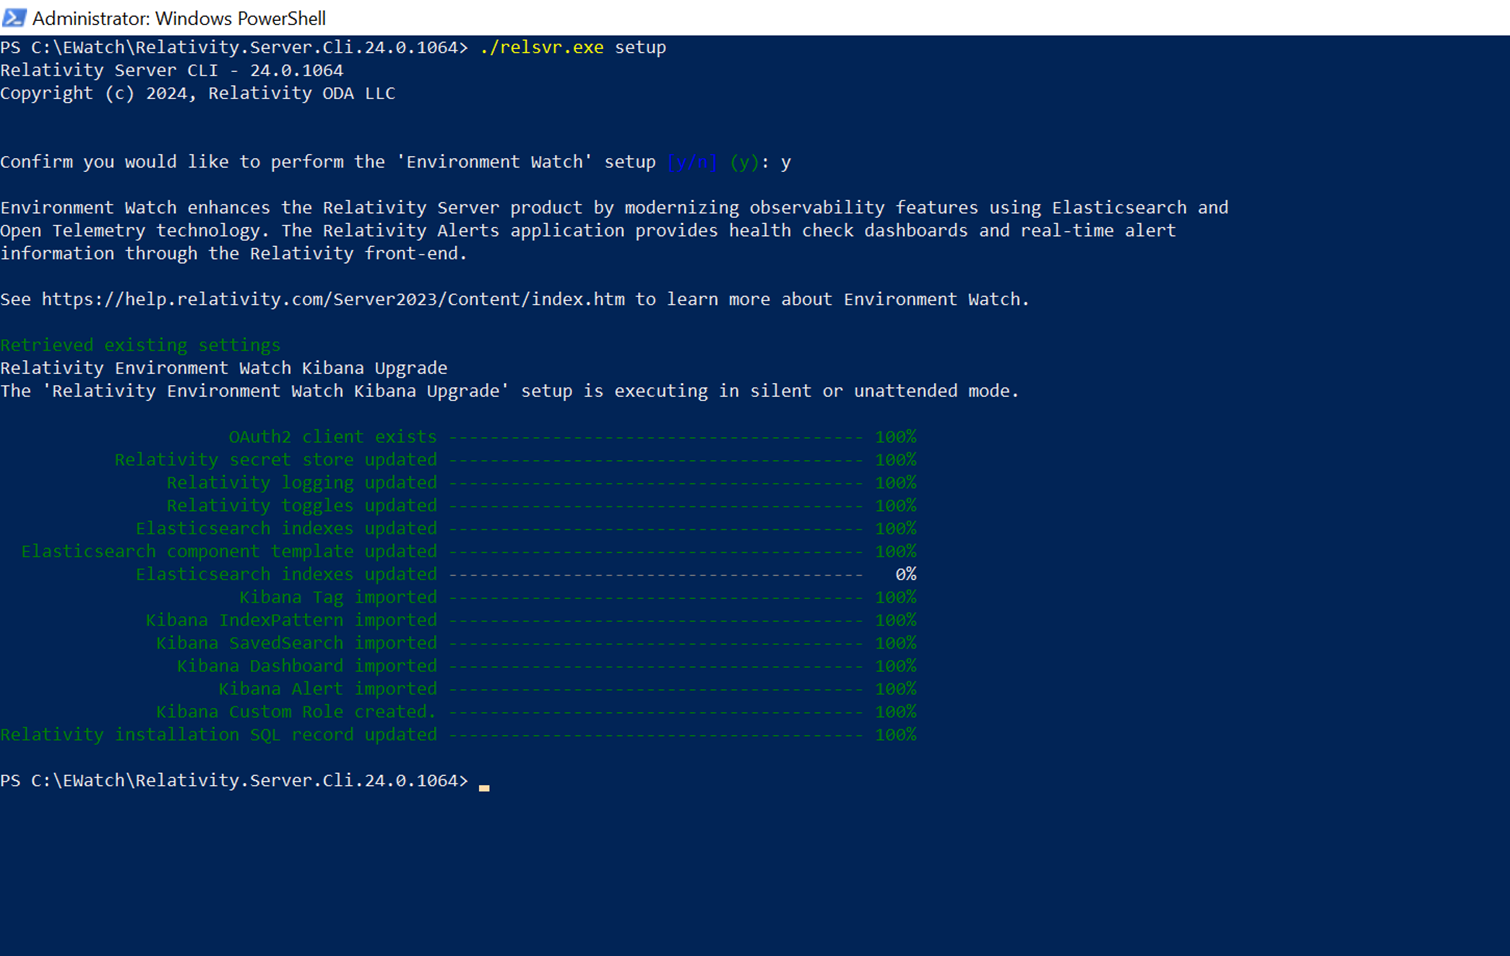 Administrator: Windows PowerShell
PS C:\EWatch\Relativity.Server.Cli.24.0.1064> ./relsvr.exe setup
Relativity Server CLI - 24.0.1064
Copyright (c) 2024, Relativity ODA LLC
Confirm you would like to perform the 'Environment Watch' setup [y/n] (y): y
Environment Watch enhances the Relativity Server product by modernizing observability features using Elasticsearch and
Open Telemetry technology. The Relativity Alerts application provides health check dashboards and real-time alert
information through the Relativity front-end.
See https://help.relativity.com/Server2023/Content/index.htm to learn more about Environment Watch.
Retrieved existing settings
Relativity Environment Watch Kibana Upgrade
The 'Relativity Environment Watch Kibana Upgrade' setup is executing in silent or unattended mode.
OAuth2 client exists ---------------------------------------- 100%
Relativity secret store updated ---------------------------------------- 100%
Relativity logging updated ---------------------------------------- 100%
Relativity toggles updated ---------------------------------------- 100%
Elasticsearch indexes updated ---------------------------------------- 100%
Elasticsearch component template updated ---------------------------------------- 100%
Elasticsearch indexes updated ---------------------------------------- 0%
Kibana Tag imported ---------------------------------------- 100%
Kibana IndexPattern imported ---------------------------------------- 100%
Kibana SavedSearch imported ---------------------------------------- 100%
Kibana Dashboard imported ---------------------------------------- 100%
Kibana Alert imported ---------------------------------------- 100%
Kibana Custom Role created. ---------------------------------------- 100%
Relativity installation SQL record updated ---------------------------------------- 100%
PS C:\EWatch\Relativity.Server.Cli.24.0.1064>